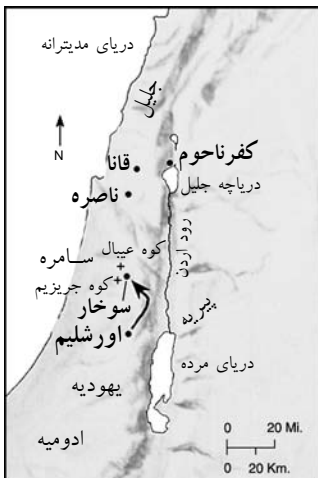 دریای مدیترانه
جلیل
N
کفرناحوم
قانا
دریاچه جلیل
ناصره
رود اردن
کوه عیبال
سـامره
کوه جریزیم
سوخار
پیریه
اورشلیم
دریای مرده
یهودیه
ادومیه
0 20 Mi.
0 20 Km.